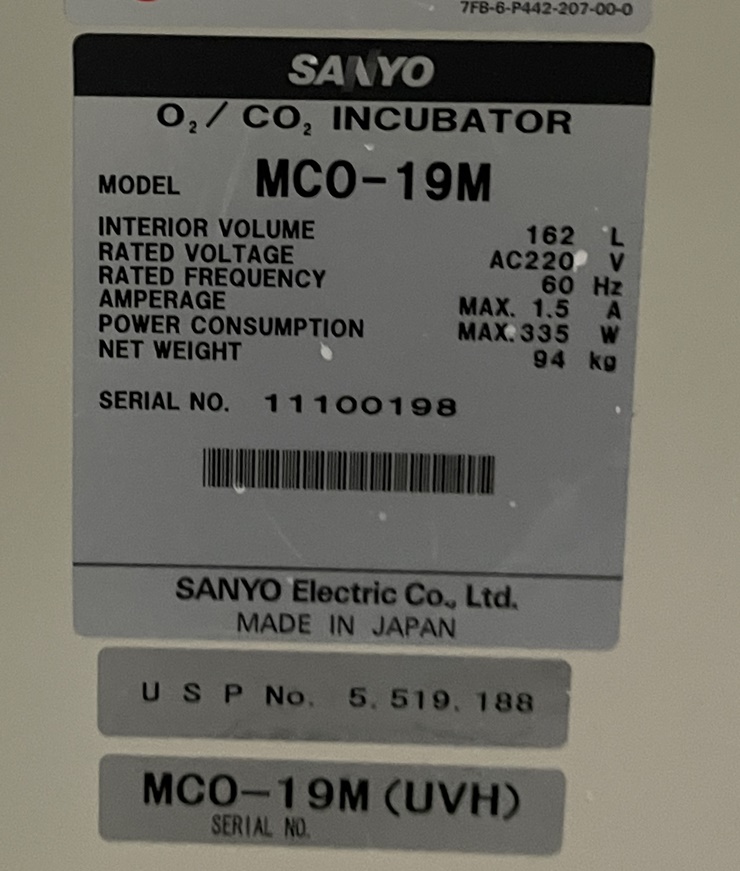 7FB-6-P442-207-00-0
SANYO
O₂/CO₂ INCUBATOR
MODEL MCO-19M
INTERIOR VOLUME 162 L
RATED VOLTAGE AC220 V
RATED FREQUENCY 60 Hz
AMPERAGE MAX. 1.5 A
POWER CONSUMPTION MAX.335 W
NET WEIGHT 94 kg
SERIAL NO. 11100198
SANYO Electric Co., Ltd.
MADE IN JAPAN
U S P No. 5,519,188
MCO-19M (UVH)
SERIAL NO.